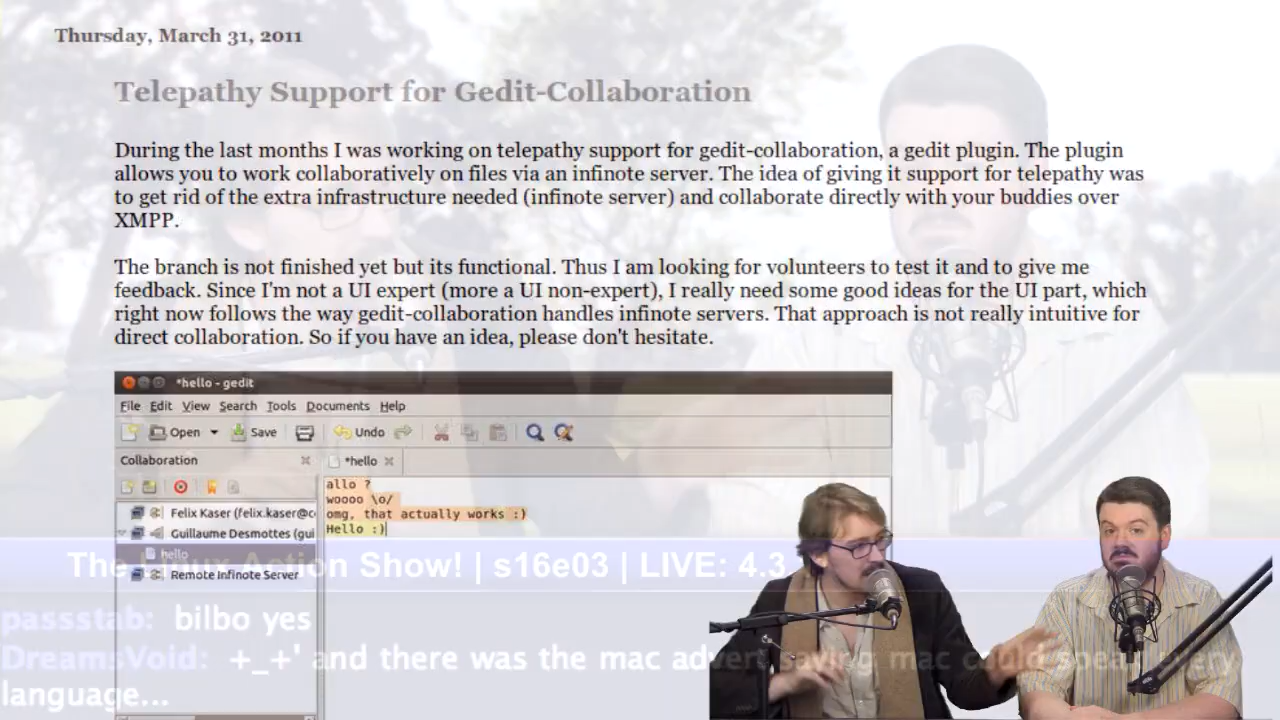 Thursday, March 31, 2011
Telepathy Support for Gedit-Collaboration
During the last months I was working on telepathy support for gedit-collaboration, a gedit plugin. The plugin
allows you to work collaboratively on files via an infinote server. The idea of giving it support for telepathy was
to get rid of the extra infrastructure needed (infinote server) and collaborate directly with your buddies over
XMPP.
The branch is not finished yet but its functional. Thus I am looking for volunteers to test it and to give me
feedback. Since I'm not a UI expert (more a UI non-expert), I really need some good ideas for the UI part, which
right now follows the way gedit-collaboration handles infinote servers. That approach is not really intuitive for
direct collaboration. So if you have an idea, please don't hesitate.
*hello - gedit
File Edit View Search Tools Documents Help
Open Save Undo
Collaboration
*hello
allo ?
woooo \o/
omg, that actually works :)
Hello :)
Felix Kaser (felix.kaser@c
Guillaume Desmottes (gui
hello
Remote Infinote Server
The Linux Action Show! | s16e03 | LIVE: 4.3
passstab: bilbo yes
DreamsVoid: +_+' and there was the mac advert saying mac could speak every
language...